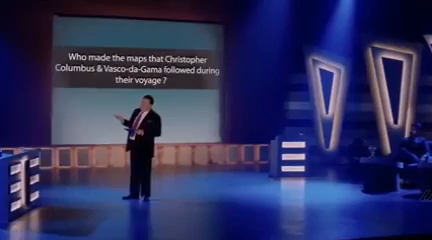 Who made the maps that Christopher
Columbus & Vasco-da-Gama followed during
their voyage ?